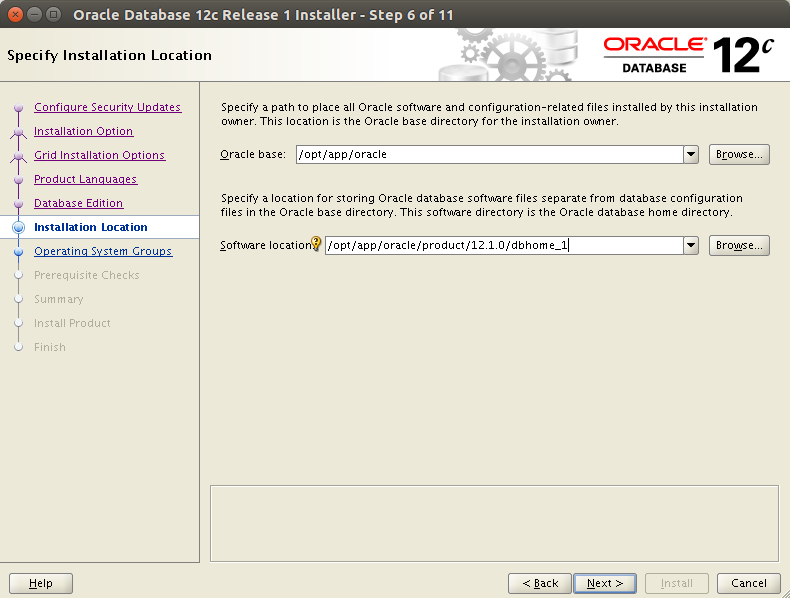 Oracle Database 12c Release 1 Installer - Step 6 of 11
Specify Installation Location
ORACLE®
DATABASE
12c
Configure Security Updates
Installation Option
Grid Installation Options
Product Languages
Database Edition
Installation Location
Operating System Groups
Prerequisite Checks
Summary
Install Product
Finish
Specify a path to place all Oracle software and configuration-related files installed by this installation
owner. This location is the Oracle base directory for the installation owner.
Oracle base: /opt/app/oracle Browse...
Specify a location for storing Oracle database software files separate from database configuration
files in the Oracle base directory. This software directory is the Oracle database home directory.
Software location: /opt/app/oracle/product/12.1.0/dbhome_1 Browse...
Help < Back Next > Install Cancel